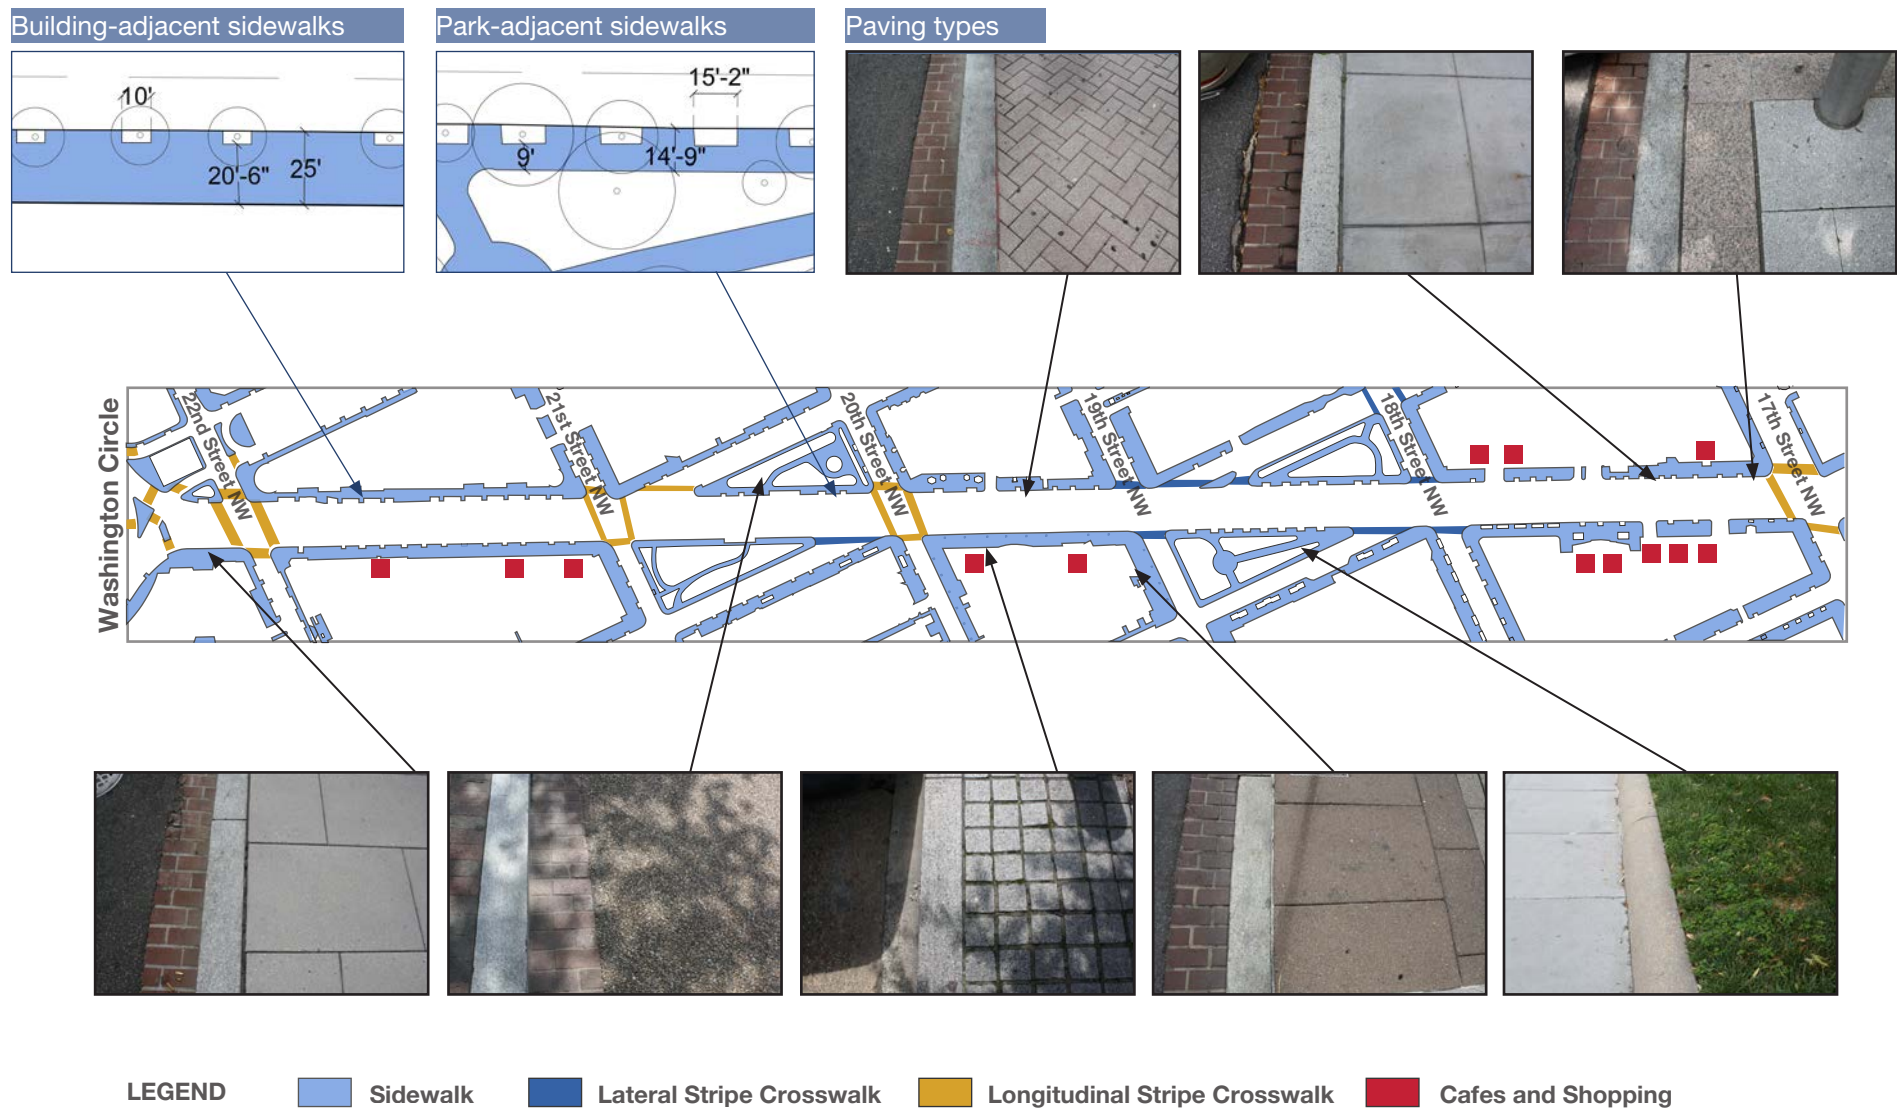 Building-adjacent sidewalks
Park-adjacent sidewalks
Paving types
10'
20'-6"
25'
15'-2"
9'
14'-9"
Washington Circle
22nd Street NW
21st Street NW
20th Street NW
19th Street NW
18th Street NW
17th Street NW
LEGEND
Sidewalk
Lateral Stripe Crosswalk
Longitudinal Stripe Crosswalk
Cafes and Shopping